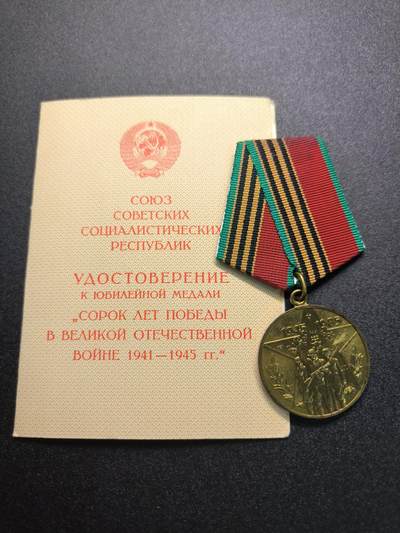 СОЮЗ
СОВЕТСКИХ
СОЦИАЛИСТИЧЕСКИХ
РЕСПУБЛИК
УДОСТОВЕРЕНИЕ
К ЮБИЛЕЙНОЙ МЕДАЛИ
„СОРОК ЛЕТ ПОБЕДЫ
В ВЕЛИКОЙ ОТЕЧЕСТВЕННОЙ
ВОЙНЕ 1941—1945 гг.“